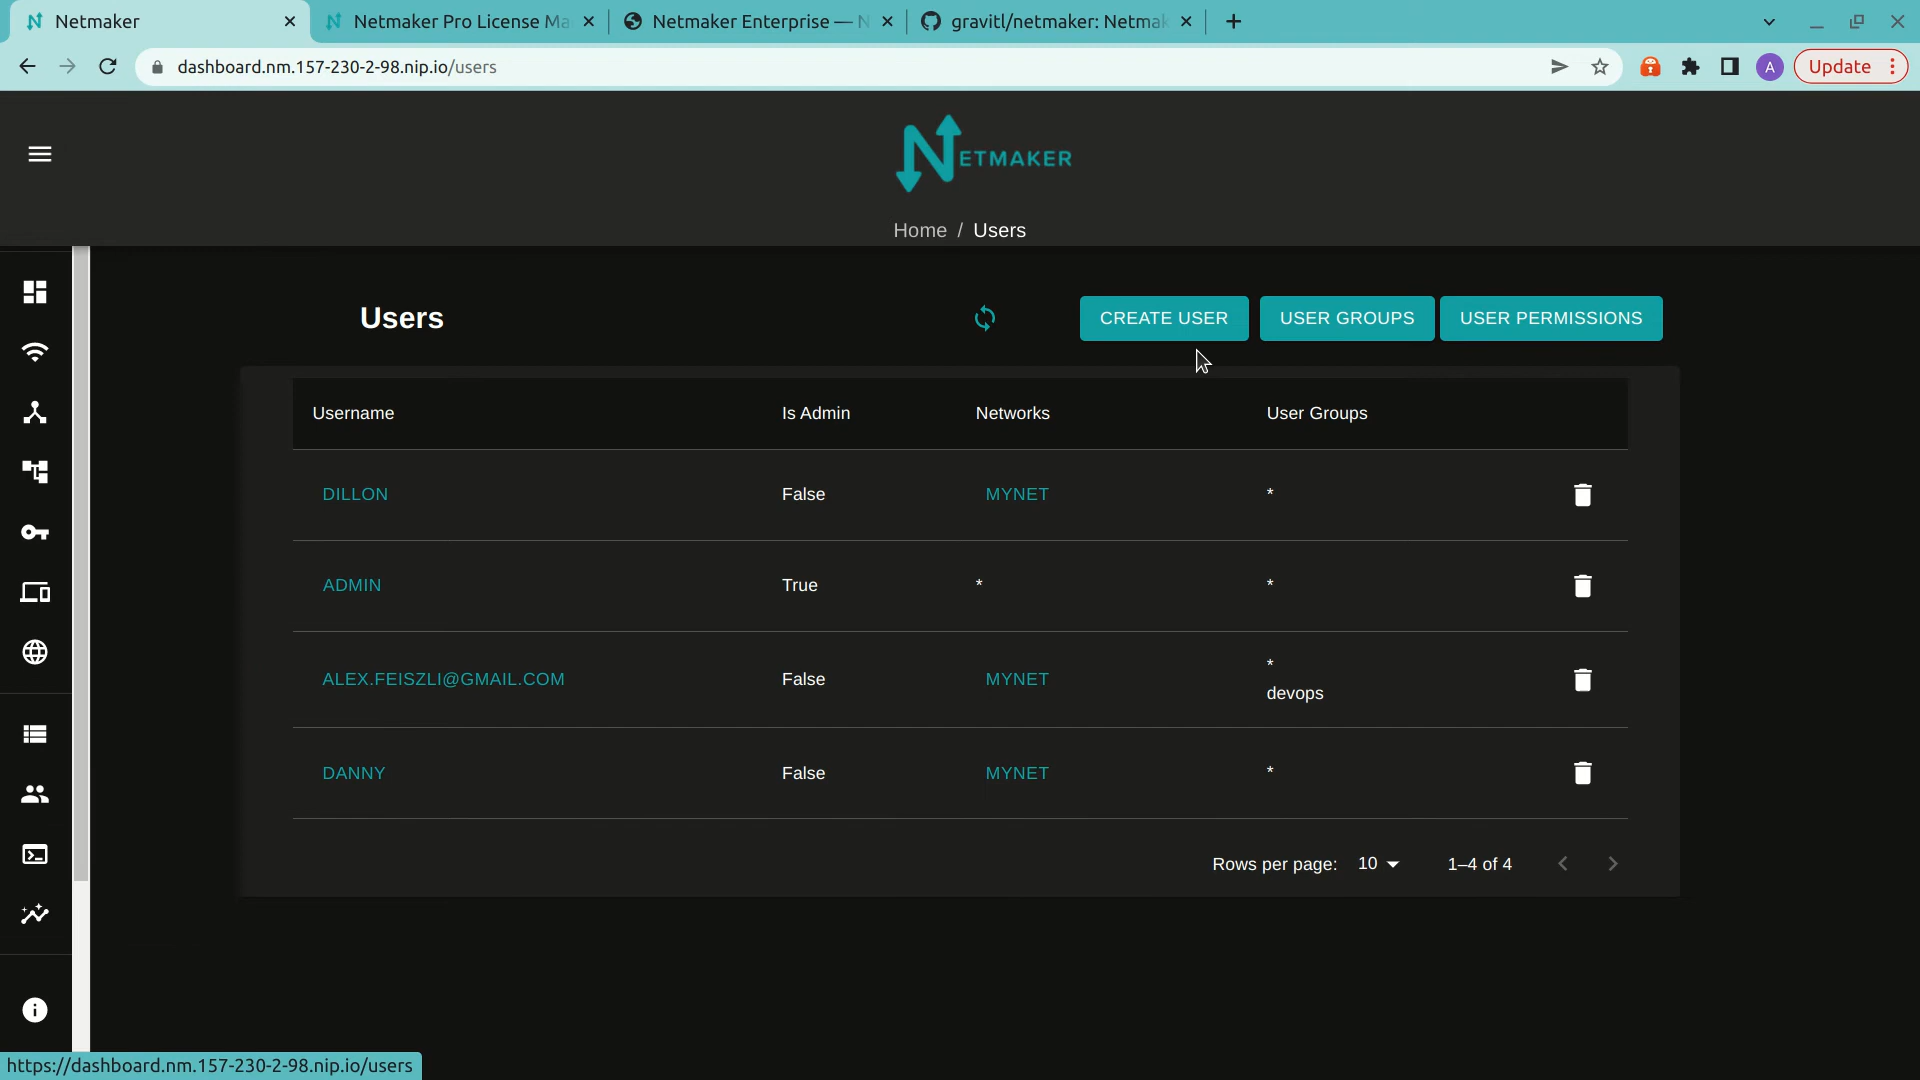 Netmaker
Netmaker Pro License Ma
Netmaker Enterprise — N
gravitl/netmaker: Netmak
dashboard.nm.157-230-2-98.nip.io/users
A
Update
NETMAKER
Home / Users
Users
CREATE USER
USER GROUPS
USER PERMISSIONS
Username Is Admin Networks User Groups
DILLON False MYNET *
ADMIN True * *
ALEX.FEISZLI@GMAIL.COM False MYNET *
devops
DANNY False MYNET *
Rows per page: 10 1–4 of 4
https://dashboard.nm.157-230-2-98.nip.io/users